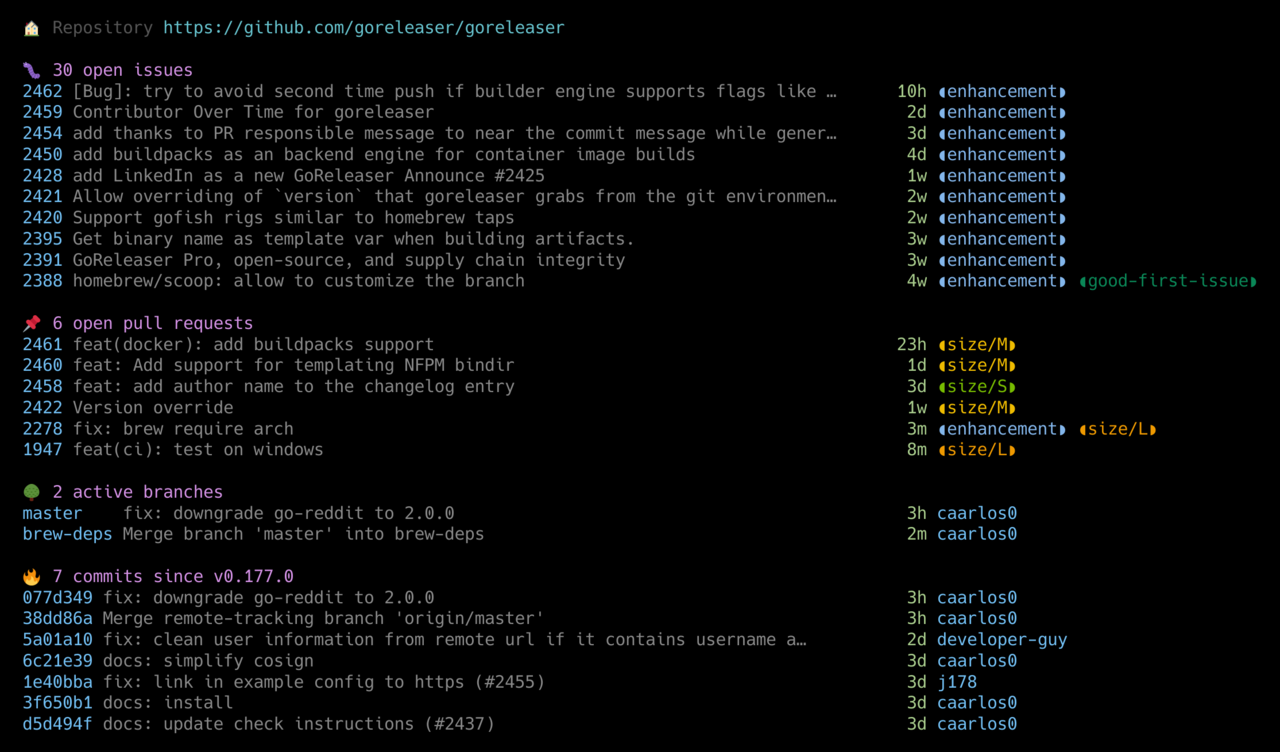 Repository https://github.com/goreleaser/goreleaser
30 open issues
2462 [Bug]: try to avoid second time push if builder engine supports flags like … 10h enhancement
2459 Contributor Over Time for goreleaser 2d enhancement
2454 add thanks to PR responsible message to near the commit message while gener… 3d enhancement
2450 add buildpacks as an backend engine for container image builds 4d enhancement
2428 add LinkedIn as a new GoReleaser Announce #2425 1w enhancement
2421 Allow overriding of `version` that goreleaser grabs from the git environmen… 2w enhancement
2420 Support gofish rigs similar to homebrew taps 2w enhancement
2395 Get binary name as template var when building artifacts. 3w enhancement
2391 GoReleaser Pro, open-source, and supply chain integrity 3w enhancement
2388 homebrew/scoop: allow to customize the branch 4w enhancement good-first-issue
6 open pull requests
2461 feat(docker): add buildpacks support 23h size/M
2460 feat: Add support for templating NFPM bindir 1d size/M
2458 feat: add author name to the changelog entry 3d size/S
2422 Version override 1w size/M
2278 fix: brew require arch 3m enhancement size/L
1947 feat(ci): test on windows 8m size/L
2 active branches
master fix: downgrade go-reddit to 2.0.0 3h caarlos0
brew-deps Merge branch 'master' into brew-deps 2m caarlos0
7 commits since v0.177.0
077d349 fix: downgrade go-reddit to 2.0.0 3h caarlos0
38dd86a Merge remote-tracking branch 'origin/master' 3h caarlos0
5a01a10 fix: clean user information from remote url if it contains username a… 2d developer-guy
6c21e39 docs: simplify cosign 3d caarlos0
1e40bba fix: link in example config to https (#2455) 3d j178
3f650b1 docs: install 3d caarlos0
d5d494f docs: update check instructions (#2437) 3d caarlos0